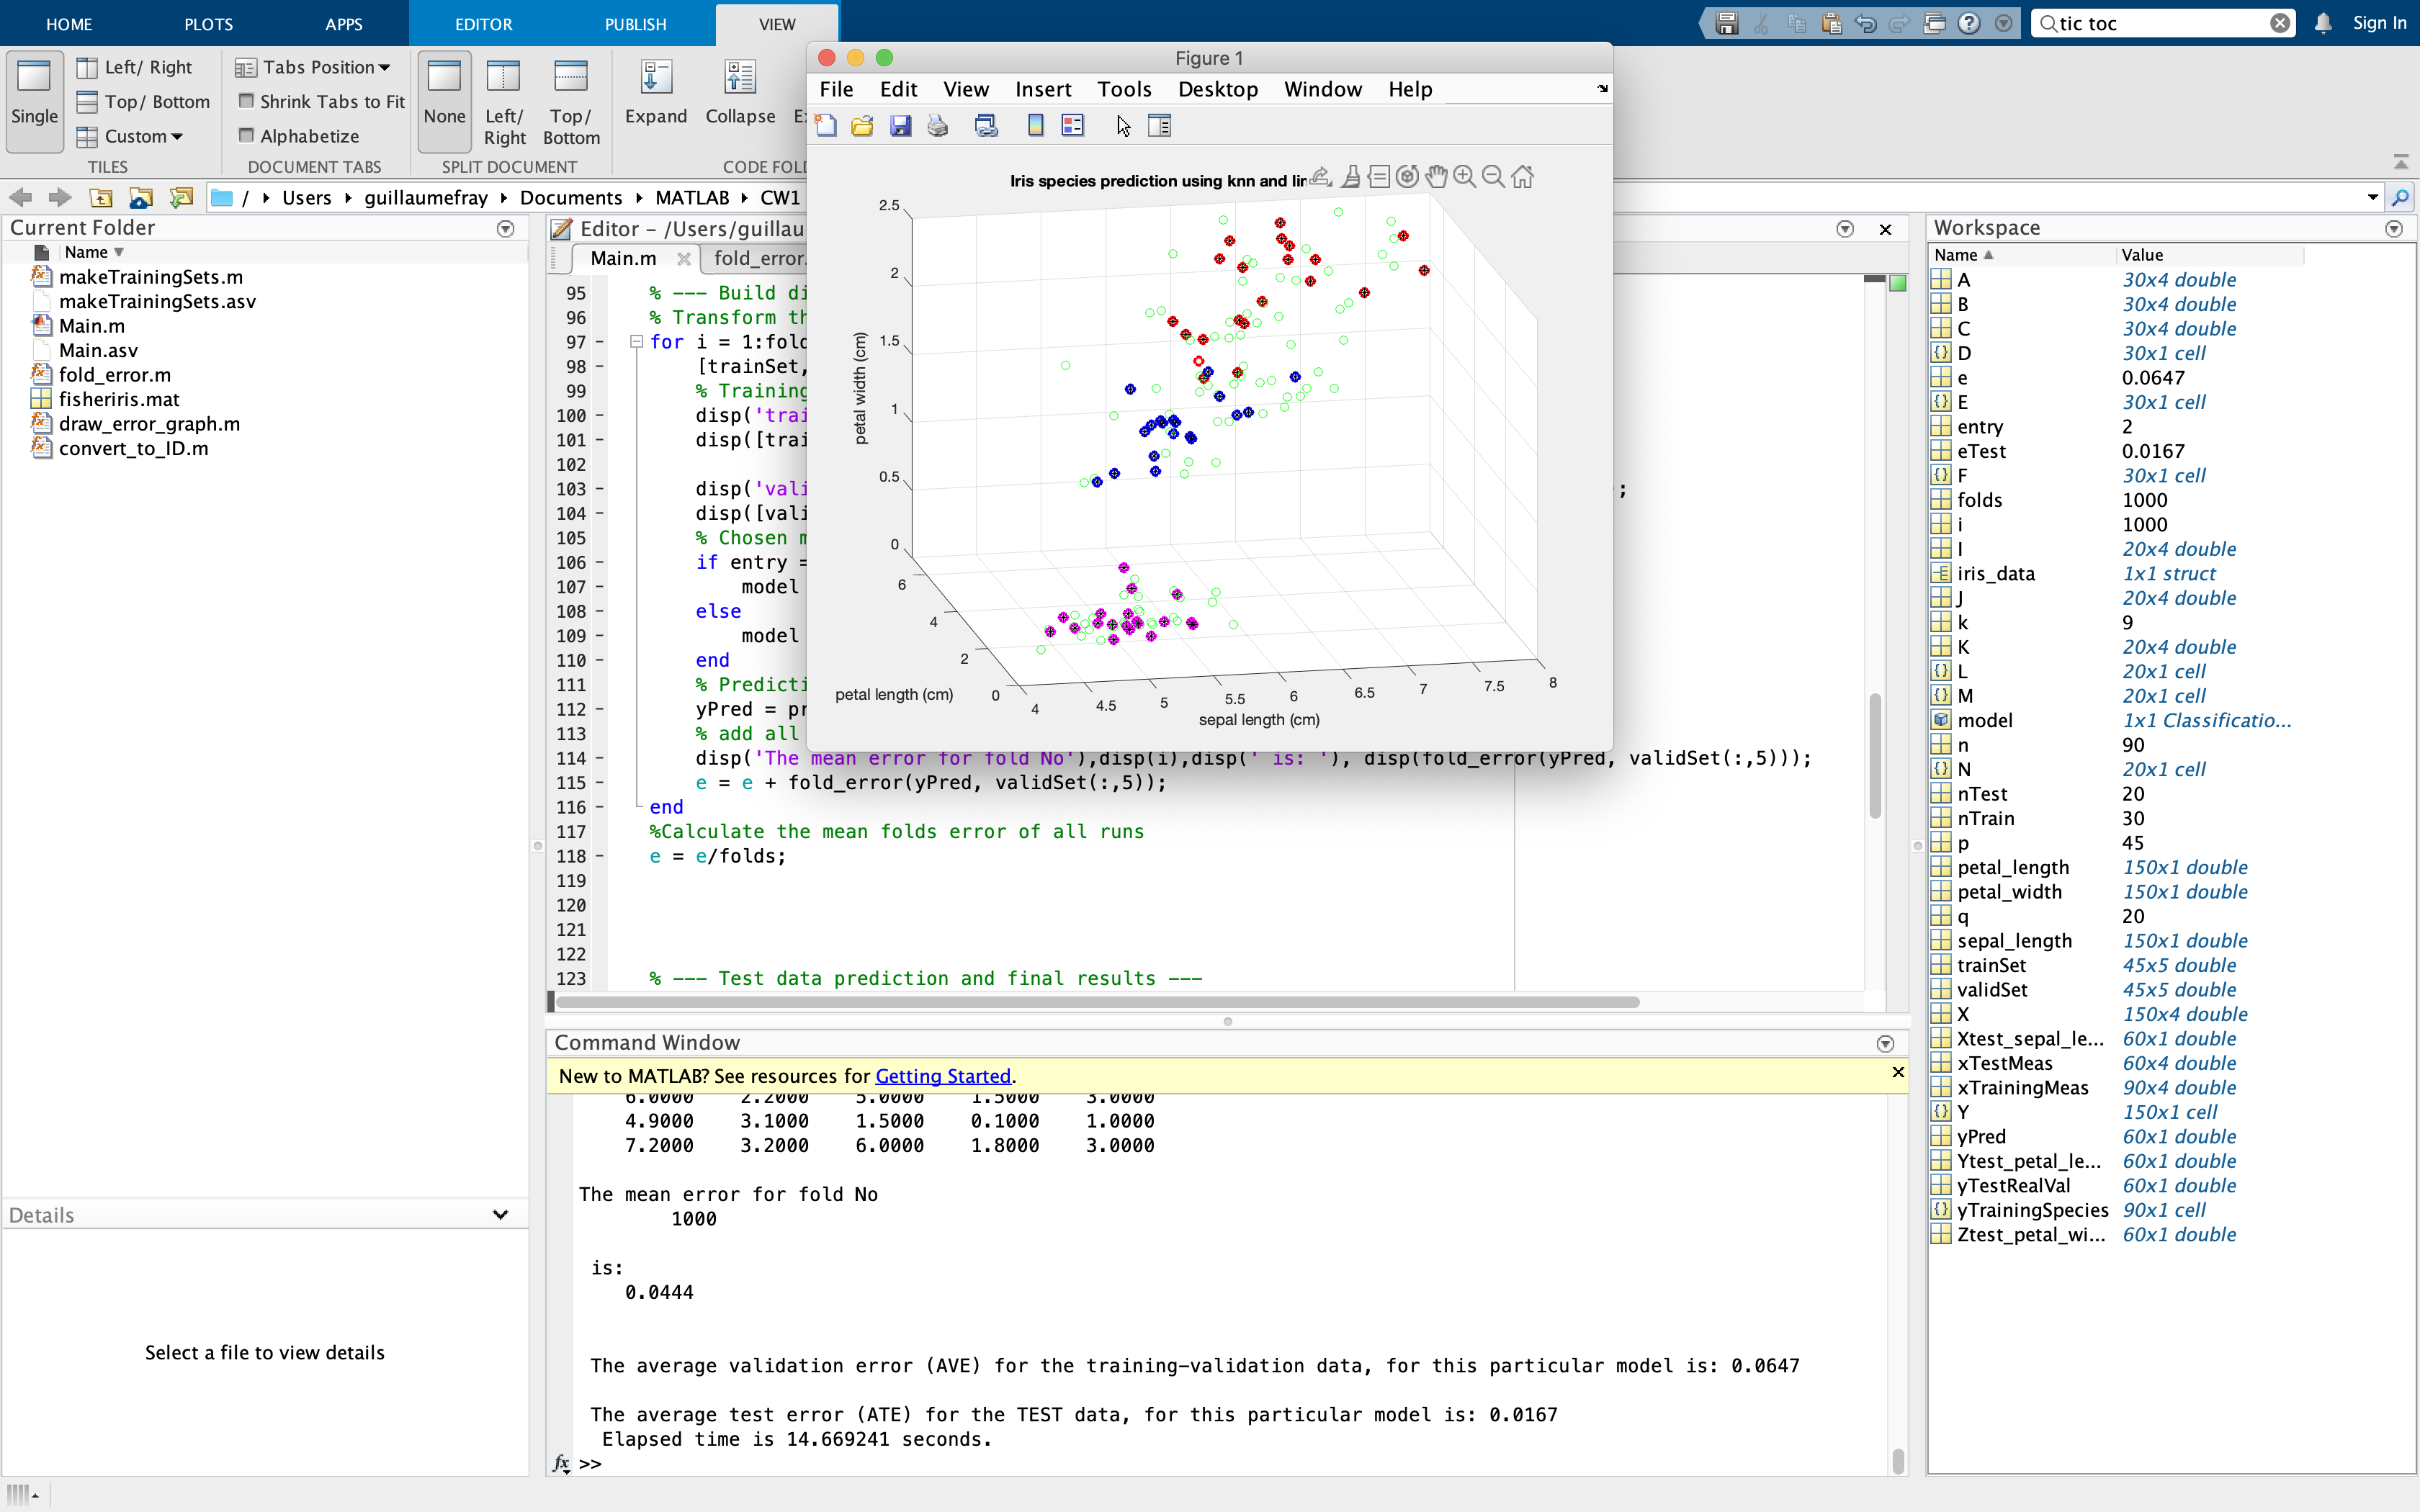 HOME PLOTS APPS EDITOR PUBLISH VIEW
tic toc
Sign In
Single
Left/ Right
Top/ Bottom
Custom
TILES
Tabs Position
Shrink Tabs to Fit
Alphabetize
DOCUMENT TABS
None
Left/ Right
Top/ Bottom
SPLIT DOCUMENT
Expand
Collapse
CODE FOL
/ Users guillaumefray Documents MATLAB CW1
Current Folder
Name
makeTrainingSets.m
makeTrainingSets.asv
Main.m
Main.asv
fold_error.m
fisheriris.mat
draw_error_graph.m
convert_to_ID.m
Details
Select a file to view details
Editor – /Users/guillau
Main.m fold_error.
95 % --- Build di
96 % Transform th
97 – for i = 1:fold
98 – [trainSet,
99 % Training
100 – disp('trai
101 – disp([trai
102
103 – disp('vali ;
104 – disp([vali
105 % Chosen m
106 – if entry =
107 – model
108 – else
109 – model
110 – end
111 % Predicti
112 – yPred = pr
113 % add all
114 – disp('The mean error for fold No'),disp(i),disp(' is: '), disp(fold_error(yPred, validSet(:,5)));
115 – e = e + fold_error(yPred, validSet(:,5));
116 – end
117 %Calculate the mean folds error of all runs
118 – e = e/folds;
119
120
121
122
123 % --- Test data prediction and final results ---
Figure 1
File Edit View Insert Tools Desktop Window Help
Iris species prediction using knn and lin
2.5
2
1.5
1
0.5
0
petal width (cm)
6
4
2
0
petal length (cm)
4 4.5 5 5.5 6 6.5 7 7.5 8
sepal length (cm)
Command Window
New to MATLAB? See resources for Getting Started.
6.0000 2.2000 5.0000 1.5000 3.0000
4.9000 3.1000 1.5000 0.1000 1.0000
7.2000 3.2000 6.0000 1.8000 3.0000
The mean error for fold No
1000
is:
0.0444
The average validation error (AVE) for the training-validation data, for this particular model is: 0.0647
The average test error (ATE) for the TEST data, for this particular model is: 0.0167
Elapsed time is 14.669241 seconds.
fx >>
Workspace
Name Value
A 30x4 double
B 30x4 double
C 30x4 double
D 30x1 cell
e 0.0647
E 30x1 cell
entry 2
eTest 0.0167
F 30x1 cell
folds 1000
i 1000
I 20x4 double
iris_data 1x1 struct
J 20x4 double
k 9
K 20x4 double
L 20x1 cell
M 20x1 cell
model 1x1 Classificatio...
n 90
N 20x1 cell
nTest 20
nTrain 30
p 45
petal_length 150x1 double
petal_width 150x1 double
q 20
sepal_length 150x1 double
trainSet 45x5 double
validSet 45x5 double
X 150x4 double
Xtest_sepal_le... 60x1 double
xTestMeas 60x4 double
xTrainingMeas 90x4 double
Y 150x1 cell
yPred 60x1 double
Ytest_petal_le... 60x1 double
yTestRealVal 60x1 double
yTrainingSpecies 90x1 cell
Ztest_petal_wi... 60x1 double